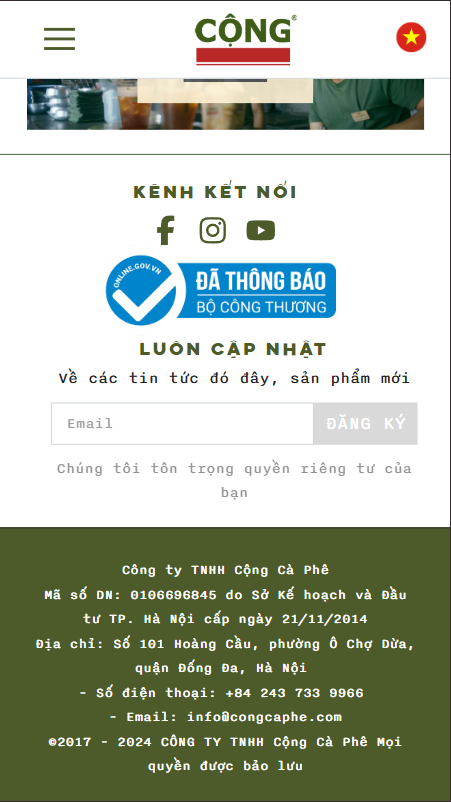 CỘNG®
KÊNH KẾT NỐI
ONLINE.GOV.VN
ĐÃ THÔNG BÁO
BỘ CÔNG THƯƠNG
LUÔN CẬP NHẬT
Về các tin tức đó đây, sản phẩm mới
Email
ĐĂNG KÝ
Chúng tôi tôn trọng quyền riêng tư của
bạn
Công ty TNHH Cộng Cà Phê
Mã số DN: 0106696845 do Sở Kế hoạch và Đầu
tư TP. Hà Nội cấp ngày 21/11/2014
Địa chỉ: Số 101 Hoàng Cầu, phường Ô Chợ Dừa,
quận Đống Đa, Hà Nội
- Số điện thoại: +84 243 733 9966
- Email: info@congcaphe.com
©2017 - 2024 CÔNG TY TNHH Cộng Cà Phê Mọi
quyền được bảo lưu